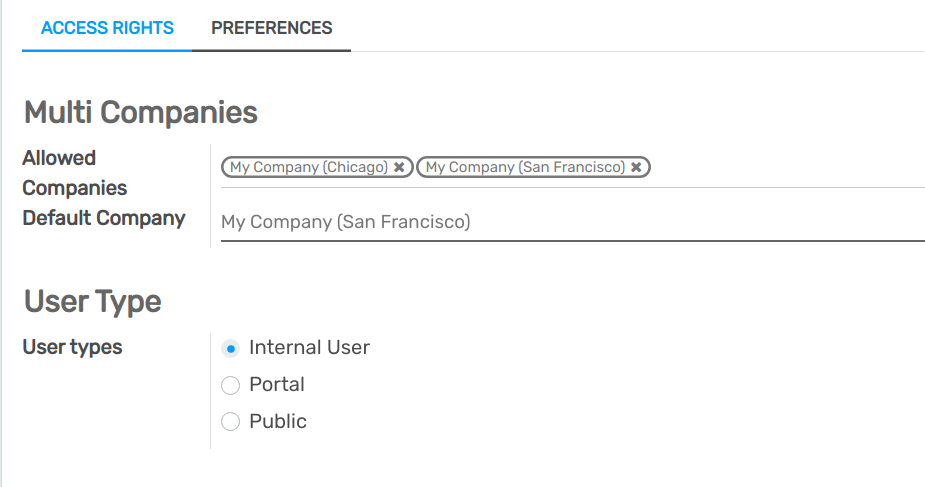 ACCESS RIGHTS PREFERENCES
Multi Companies
Allowed Companies My Company (Chicago) ✖ My Company (San Francisco) ✖
Default Company My Company (San Francisco)
User Type
User types Internal User
Portal
Public